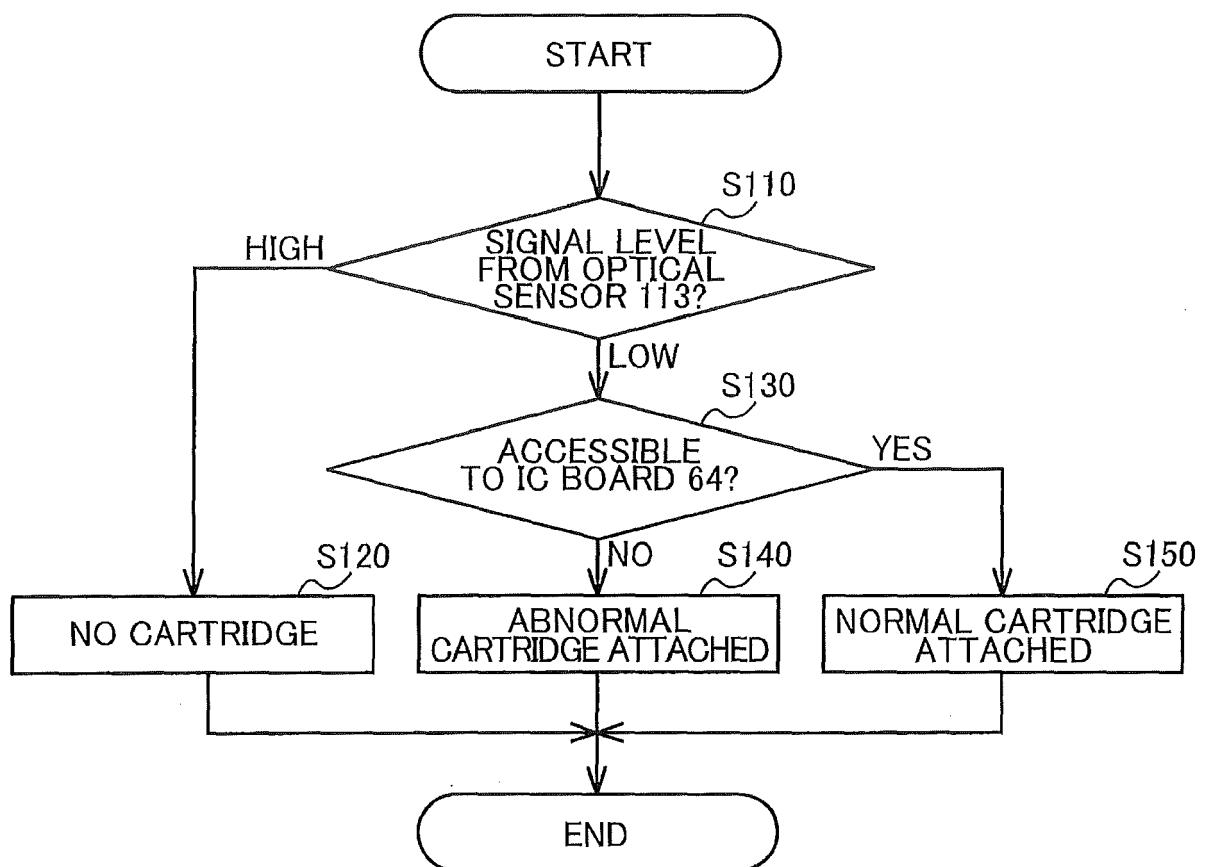 START
S110
HIGH
SIGNAL LEVEL
FROM OPTICAL
SENSOR 113?
LOW
S130
ACCESSIBLE
TO IC BOARD 64?
YES
NO
S120
S140
S150
NO CARTRIDGE
ABNORMAL
CARTRIDGE ATTACHED
NORMAL CARTRIDGE
ATTACHED
END